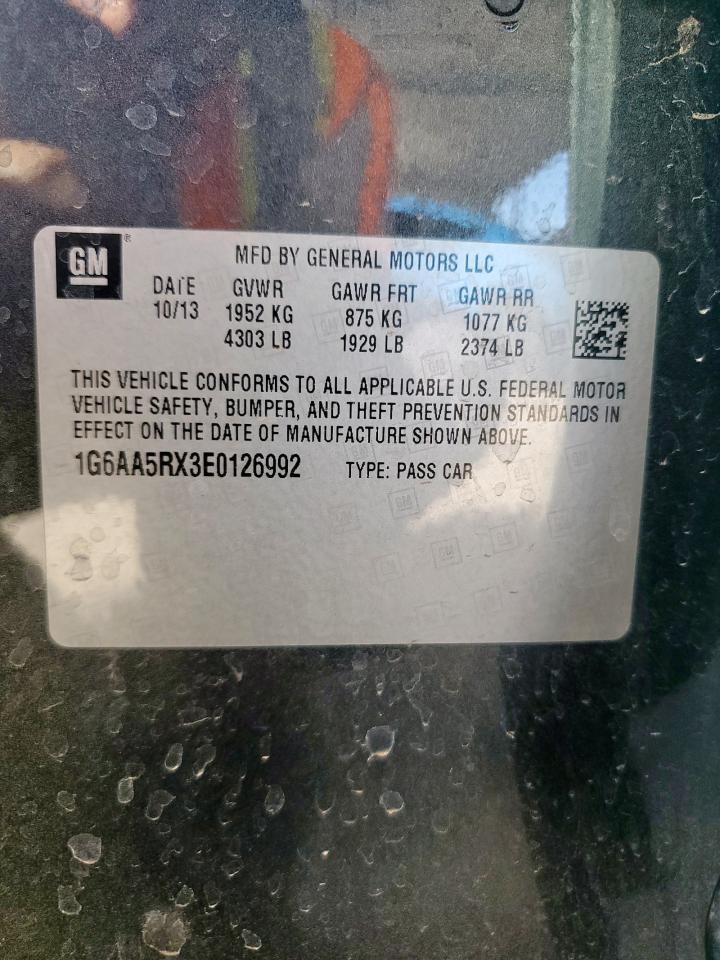 GM ®
MFD BY GENERAL MOTORS LLC
DATE GVWR GAWR FRT GAWR RR
10/13 1952 KG 875 KG 1077 KG
4303 LB 1929 LB 2374 LB
THIS VEHICLE CONFORMS TO ALL APPLICABLE U.S. FEDERAL MOTOR
VEHICLE SAFETY, BUMPER, AND THEFT PREVENTION STANDARDS IN
EFFECT ON THE DATE OF MANUFACTURE SHOWN ABOVE.
1G6AA5RX3E0126992 TYPE: PASS CAR